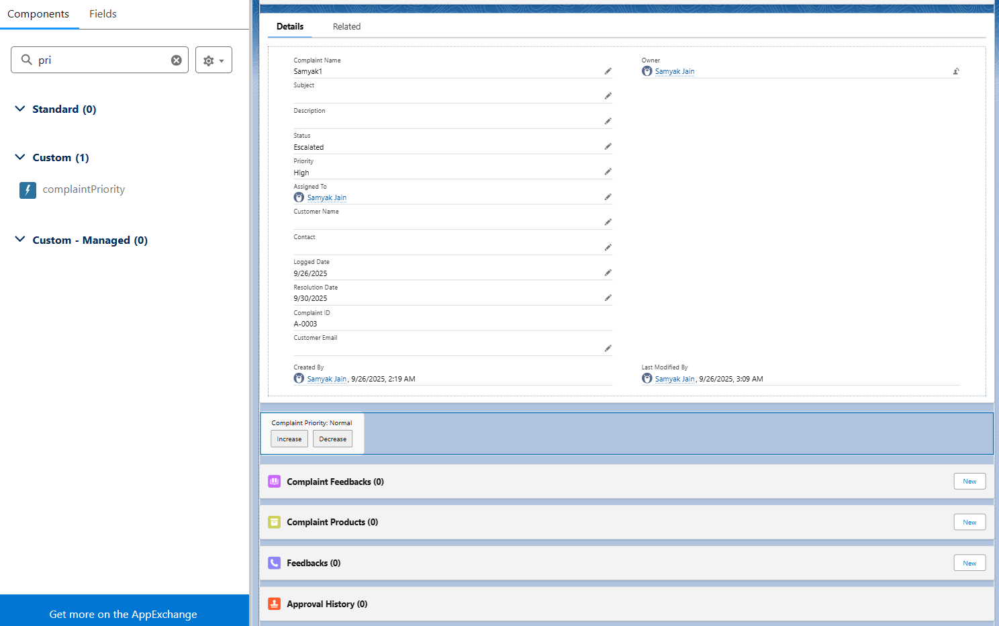 Components Fields
pri
Standard (0)
Custom (1)
complaintPriority
Custom - Managed (0)
Get more on the AppExchange
Details Related
Complaint Name
Samyak1
Owner
Samyak Jain
Subject
Description
Status
Escalated
Priority
High
Assigned To
Samyak Jain
Customer Name
Contact
Logged Date
9/26/2025
Resolution Date
9/30/2025
Complaint ID
A-0003
Customer Email
Created By
Samyak Jain, 9/26/2025, 2:19 AM
Last Modified By
Samyak Jain, 9/26/2025, 3:09 AM
Complaint Priority: Normal
Increase Decrease
Complaint Feedbacks (0) New
Complaint Products (0) New
Feedbacks (0) New
Approval History (0)